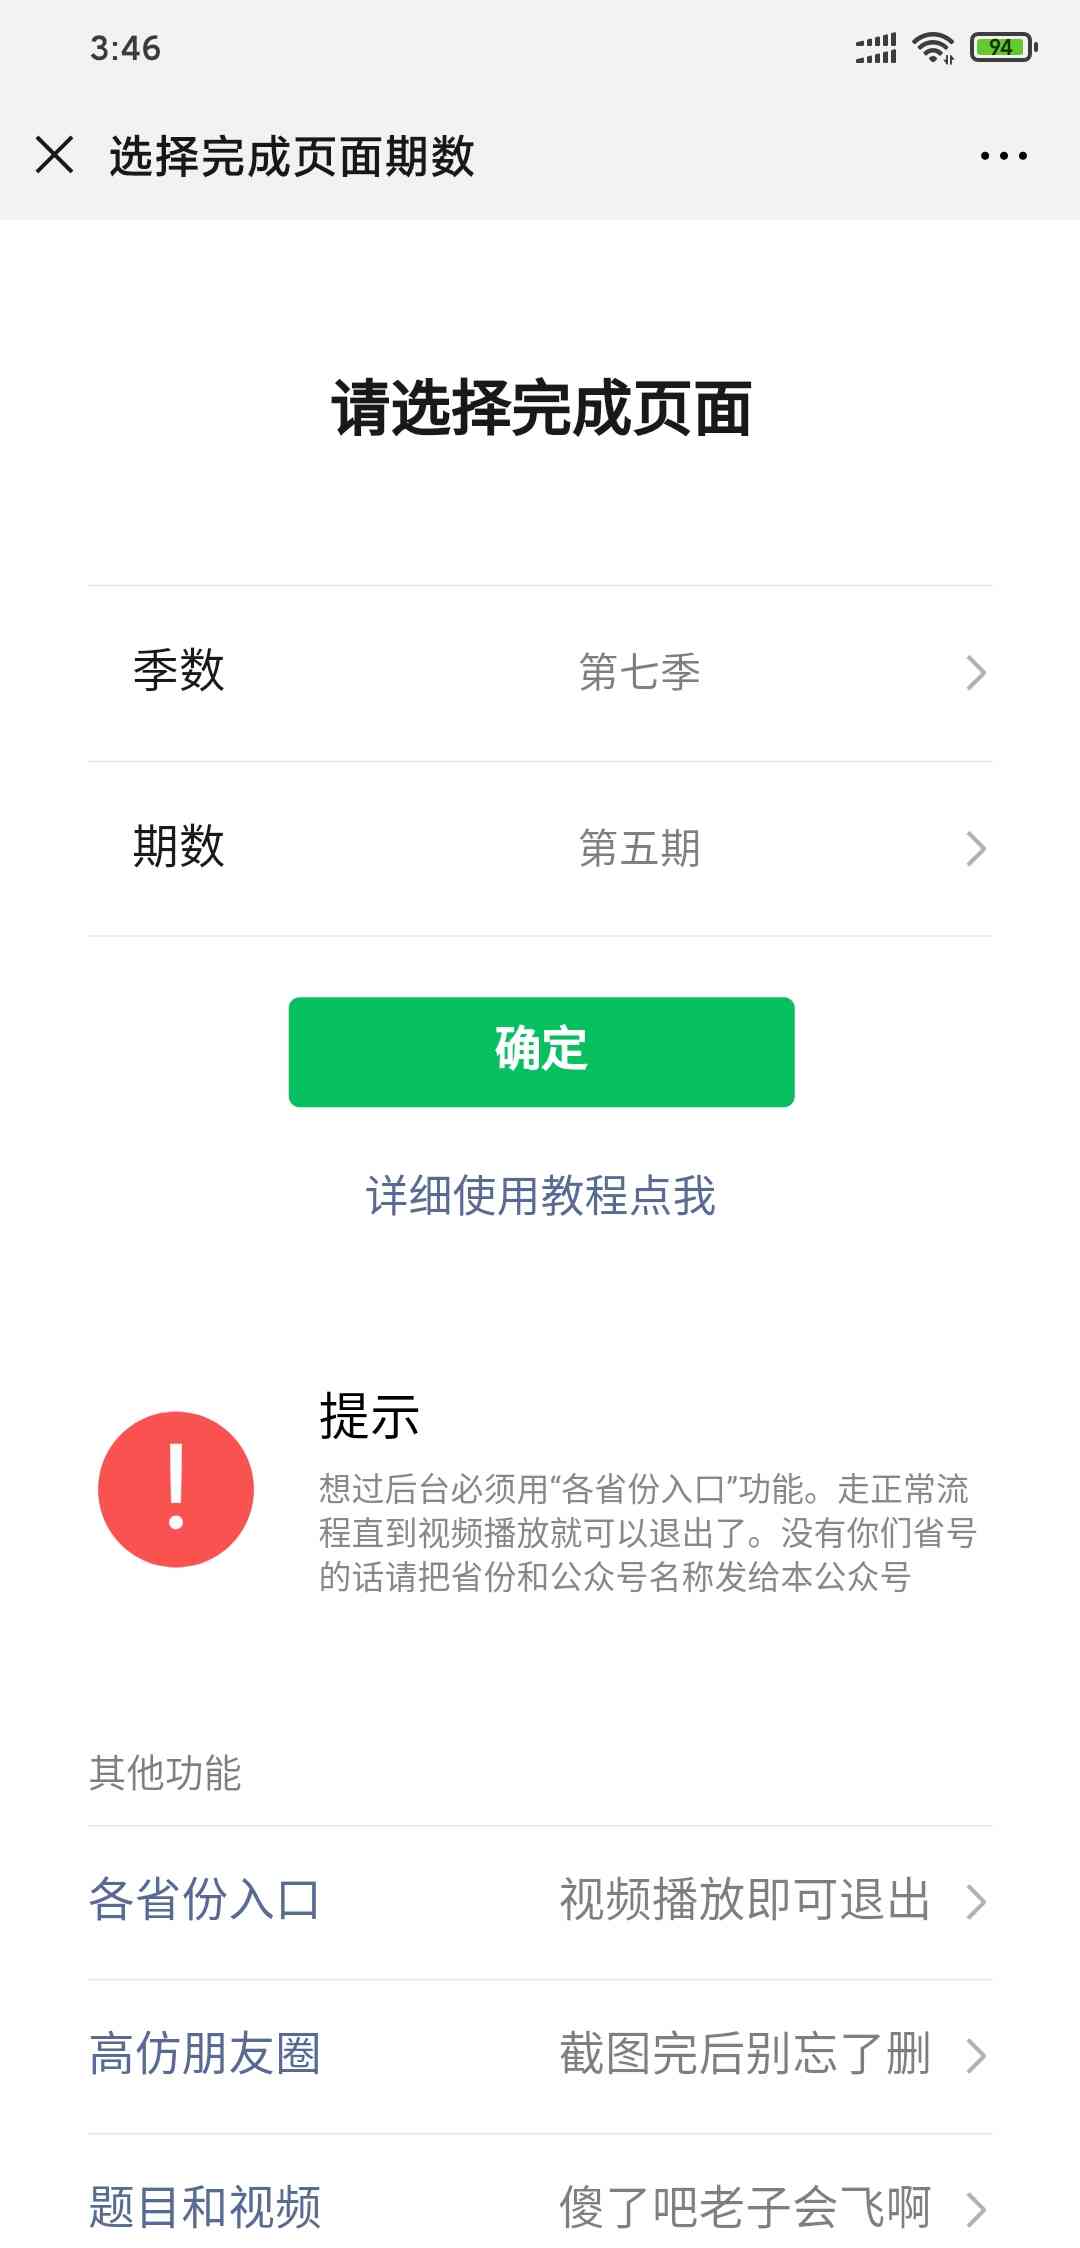 3:46
94
选择完成页面期数
请选择完成页面
季数 第七季
期数 第五期
确定
详细使用教程点我
提示
想过后台必须用“各省份入口”功能。走正常流
程直到视频播放就可以退出了。没有你们省号
的话请把省份和公众号名称发给本公众号
其他功能
各省份入口 视频播放即可退出
高仿朋友圈 截图完后别忘了删
题目和视频 傻了吧老子会飞啊